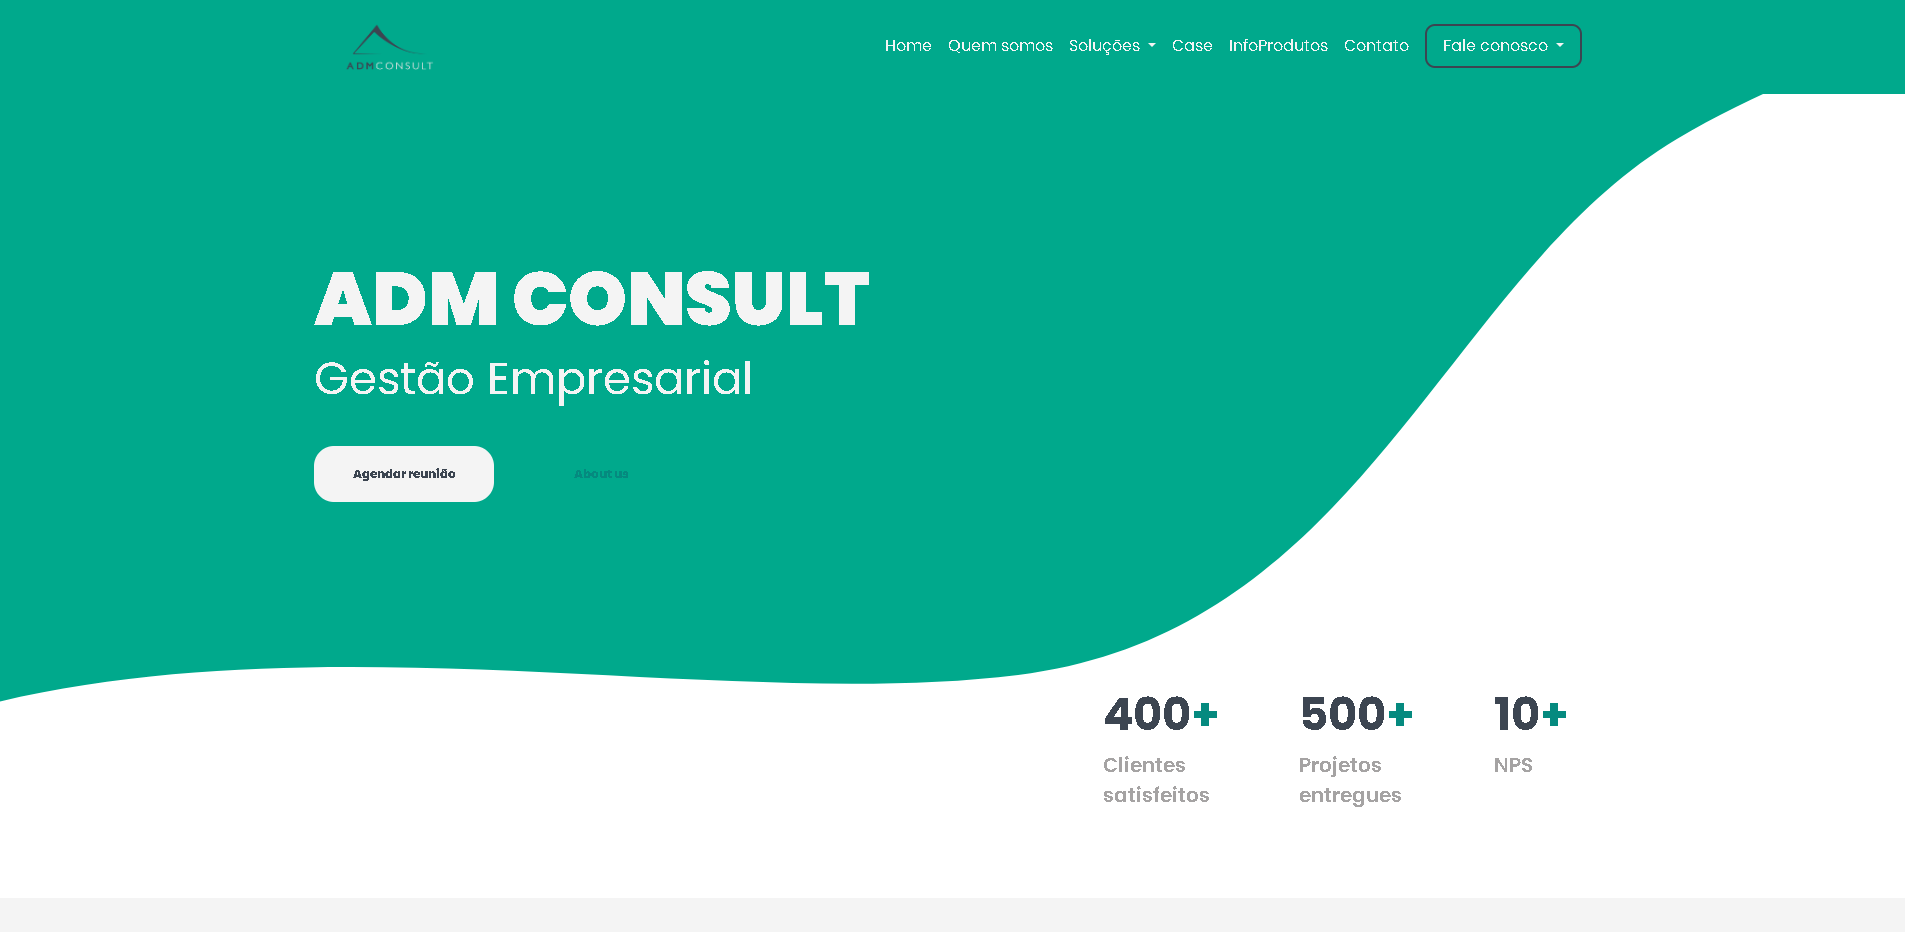 ADMCONSULT
Home Quem somos Soluções Case InfoProdutos Contato Fale conosco
ADM CONSULT
Gestão Empresarial
Agendar reunião About us
400+ 500+ 10+
Clientes satisfeitos
Projetos entregues
NPS